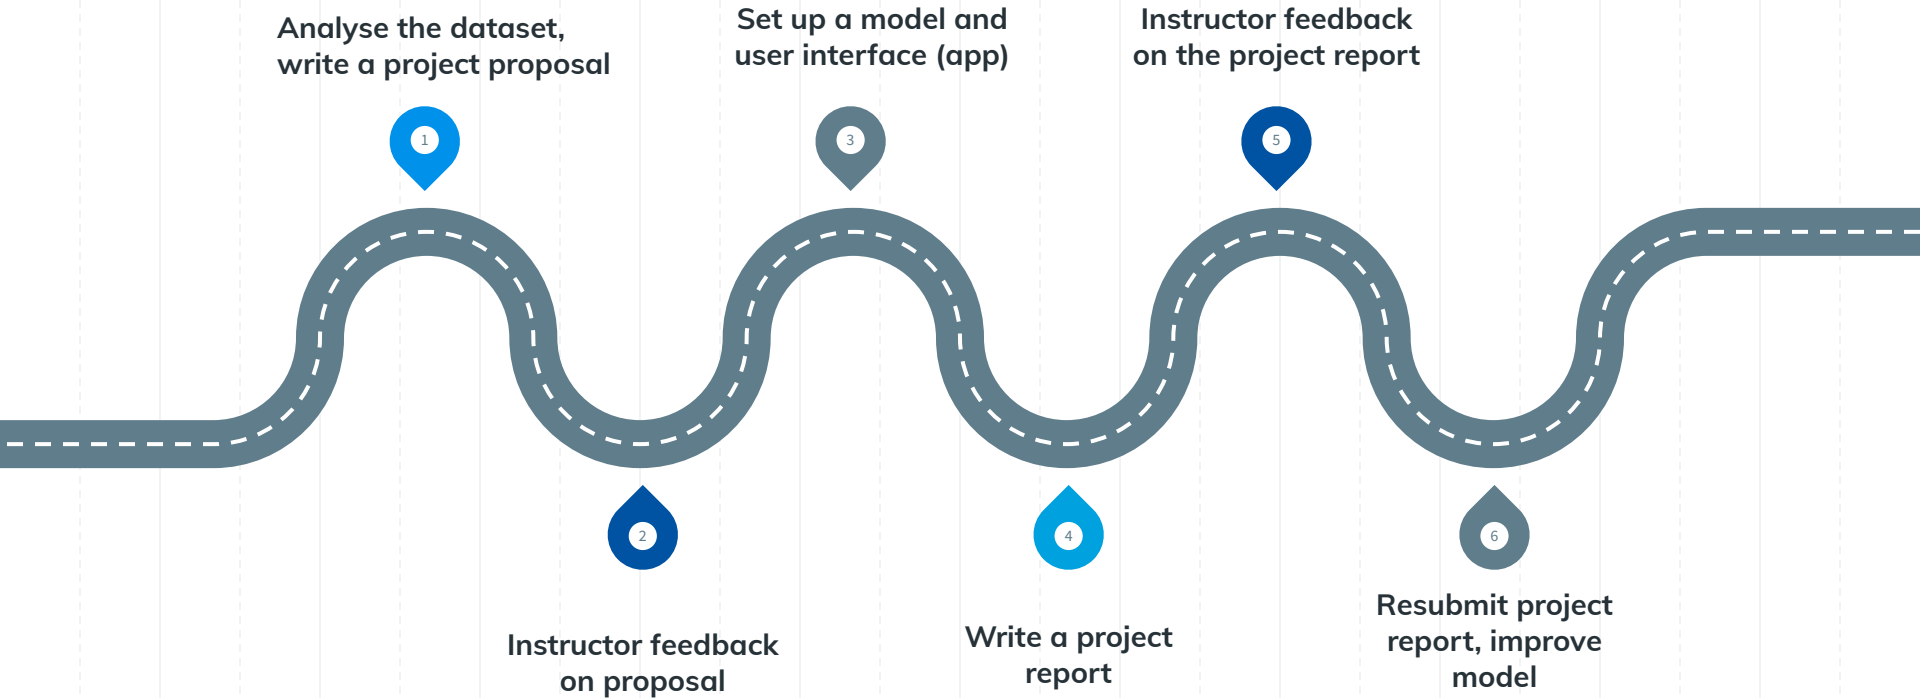 Analyse the dataset,
write a project proposal
1
Instructor feedback
on proposal
2
Set up a model and
user interface (app)
3
Write a project
report
4
Instructor feedback
on the project report
5
Resubmit project
report, improve
model
6